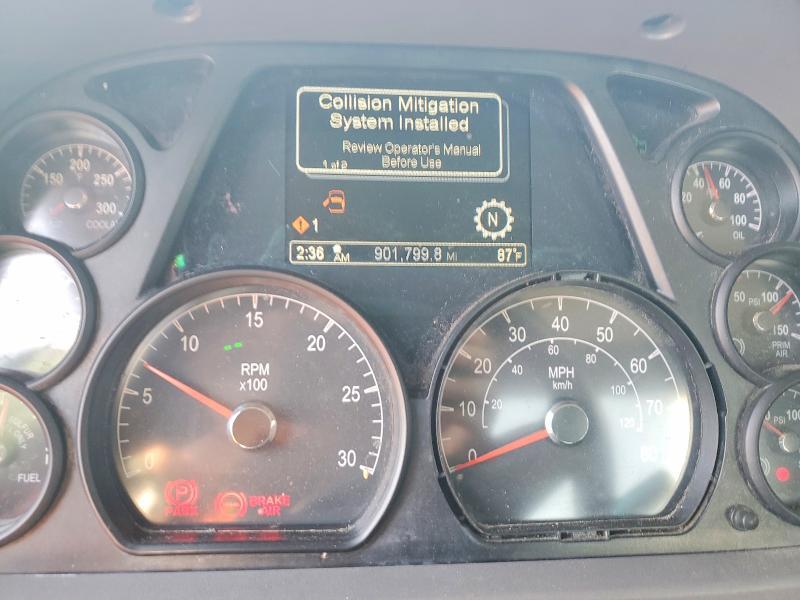 Collision Mitigation
System Installed
Review Operator's Manual
Before Use
1 of 2
1
N
2:36 AM 901,799.8 MI 87°F
150 200 250 300
°F
COOLANT
20 40 60 80 100
OIL
50 PSI 100 150
PRIM
AIR
100
FUEL
0 5 10 15 20 25 30
RPM
x100
P
PARK
BRAKE
AIR
0 10 20 30 40 50 60 70 80
20 40 60 80 100 120
MPH
km/h